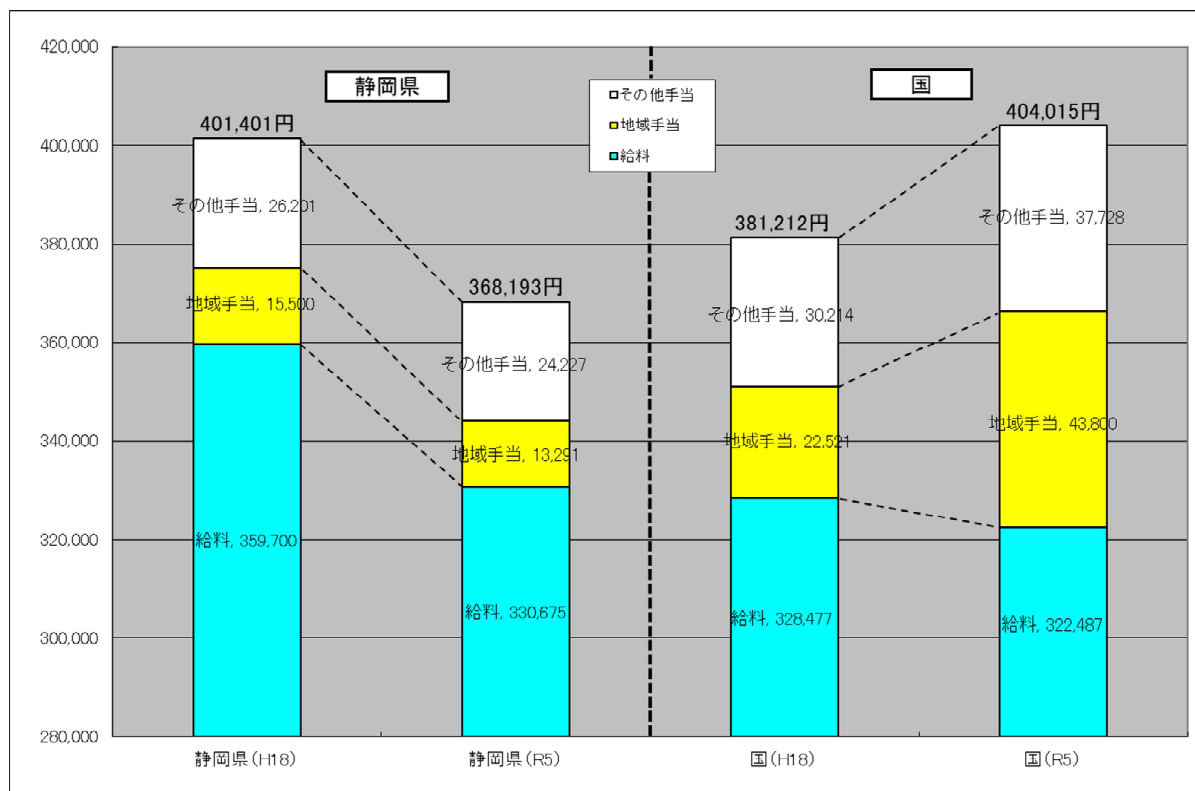 420,000
400,000
380,000
360,000
340,000
320,000
300,000
280,000
静岡県
国
□その他手当
□地域手当
□給料
401,401円
その他手当, 26,201
地域手当, 15,500
給料, 359,700
368,193円
その他手当, 24,227
地域手当, 13,291
給料, 330,675
381,212円
その他手当, 30,214
地域手当, 22,521
給料, 328,477
404,015円
その他手当, 37,728
地域手当, 43,800
給料, 322,487
静岡県(H18)
静岡県(R5)
国(H18)
国(R5)